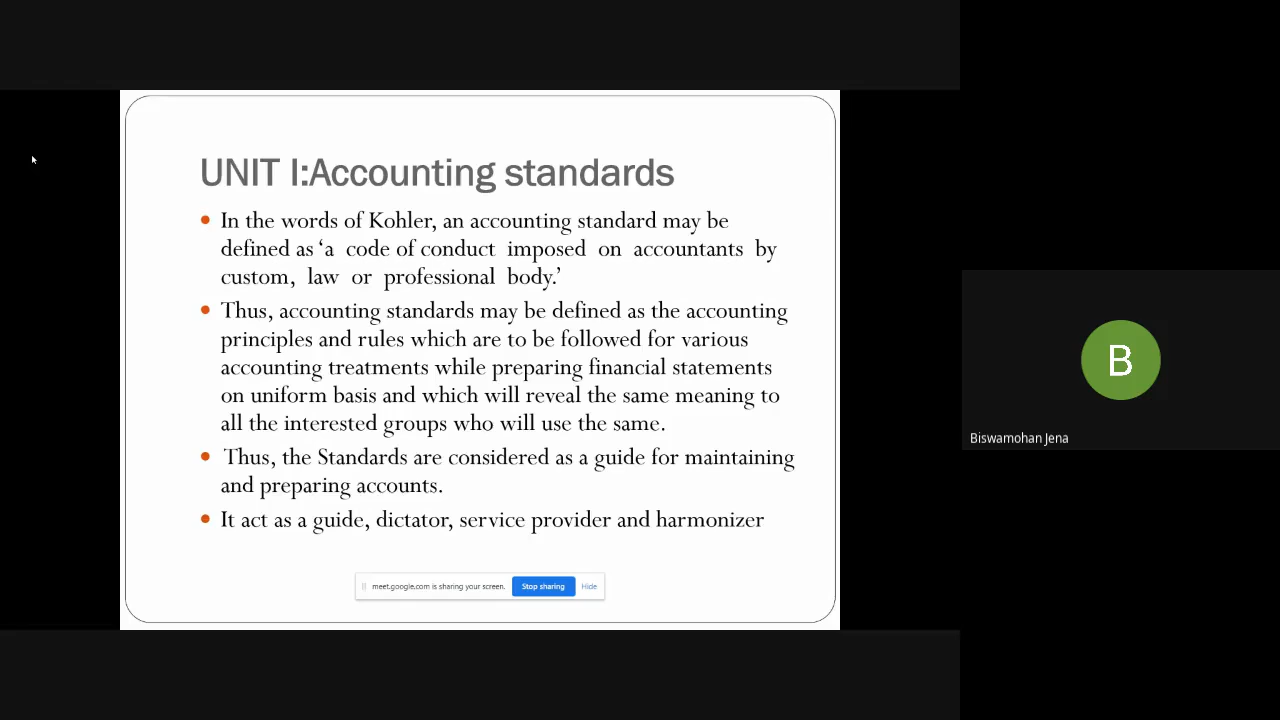 UNIT I:Accounting standards
In the words of Kohler, an accounting standard may be
defined as ‘a code of conduct imposed on accountants by
custom, law or professional body.’
Thus, accounting standards may be defined as the accounting
principles and rules which are to be followed for various
accounting treatments while preparing financial statements
on uniform basis and which will reveal the same meaning to
all the interested groups who will use the same.
Thus, the Standards are considered as a guide for maintaining
and preparing accounts.
It act as a guide, dictator, service provider and harmonizer
meet.google.com is sharing your screen. Stop sharing Hide
B
Biswamohan Jena